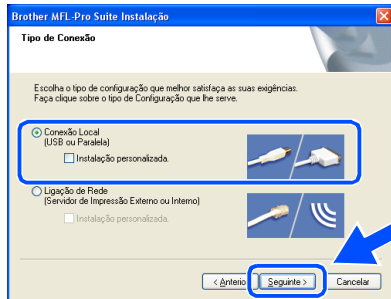 Brother MFL-Pro Suite Instalação
Tipo de Conexão
Escolha o tipo de configuração que melhor satisfaça as suas exigências.
Faça clique sobre o tipo de Configuração que lhe serve.
Conexão Local
(USB ou Paralela)
Instalação personalizada.
Ligação de Rede
(Servidor de Impressão Externo ou Interno)
Instalação personalizada.
< Anterio Seguinte > Cancelar